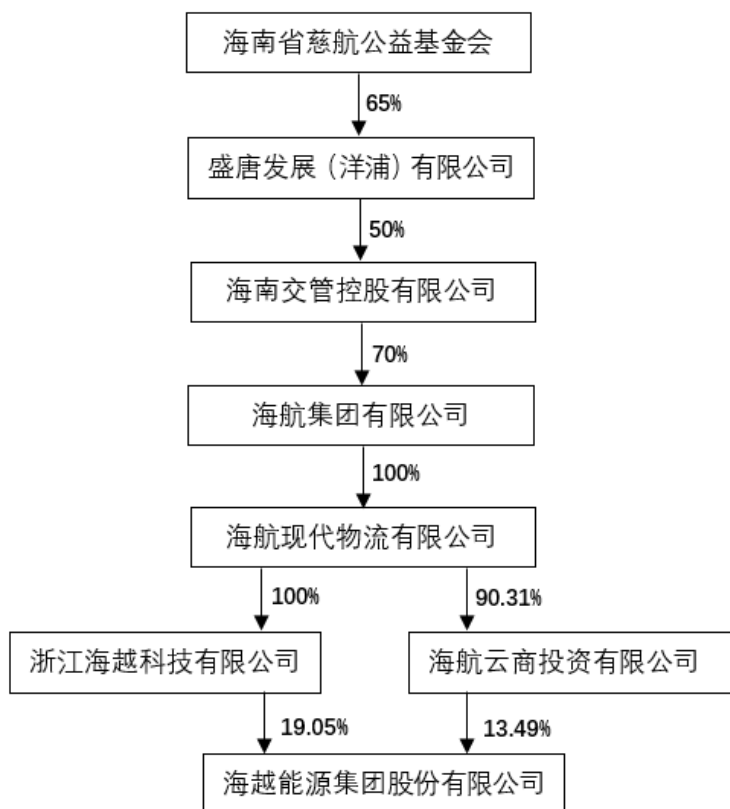 海南省慈航公益基金会
65%
盛唐发展（洋浦）有限公司
50%
海南交管控股有限公司
70%
海航集团有限公司
100%
海航现代物流有限公司
100%
90.31%
浙江海越科技有限公司
海航云商投资有限公司
19.05%
13.49%
海越能源集团股份有限公司